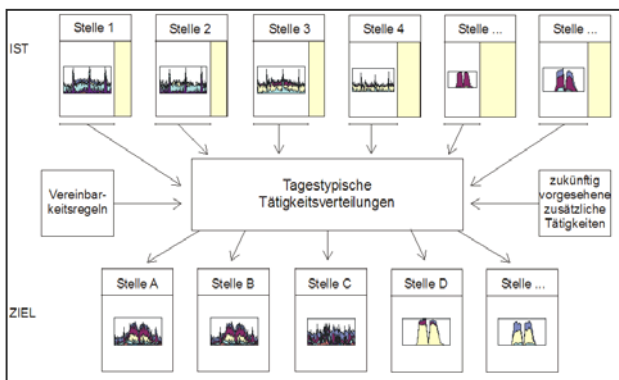 Stelle 1 Stelle 2 Stelle 3 Stelle 4 Stelle ... Stelle ...
IST
Tagestypische
Tätigkeitsverteilungen
Vereinbar-
keitsregeln
zukünftig
vorgesehene
zusätzliche
Tätigkeiten
Stelle A Stelle B Stelle C Stelle D Stelle ...
ZIEL